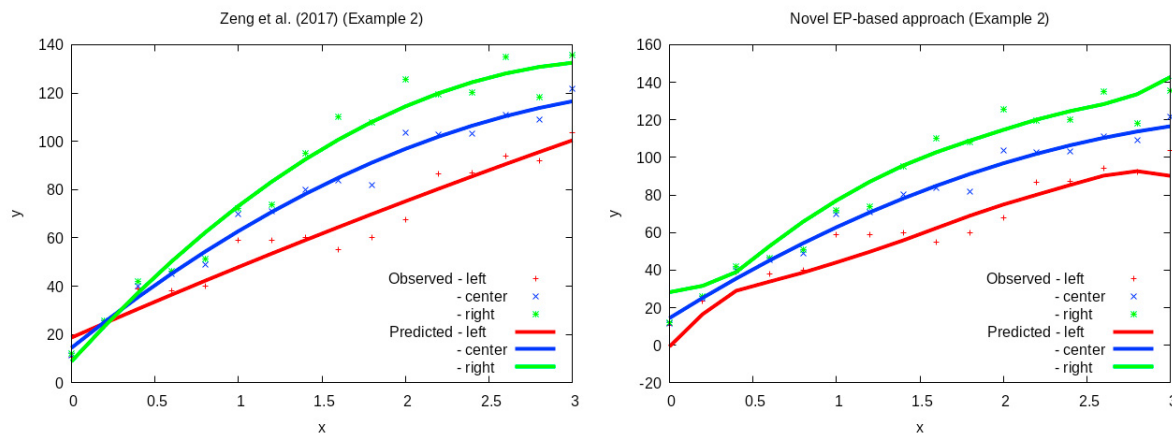 Zeng et al. (2017) (Example 2)
140
120
100
80
60
40
20
0
y
0
0.5
1
1.5
2
2.5
3
x
Observed - left
- center
- right
Predicted - left
- center
- right
Novel EP-based approach (Example 2)
160
140
120
100
80
60
40
20
0
-20
y
0
0.5
1
1.5
2
2.5
3
x
Observed - left
- center
- right
Predicted - left
- center
- right